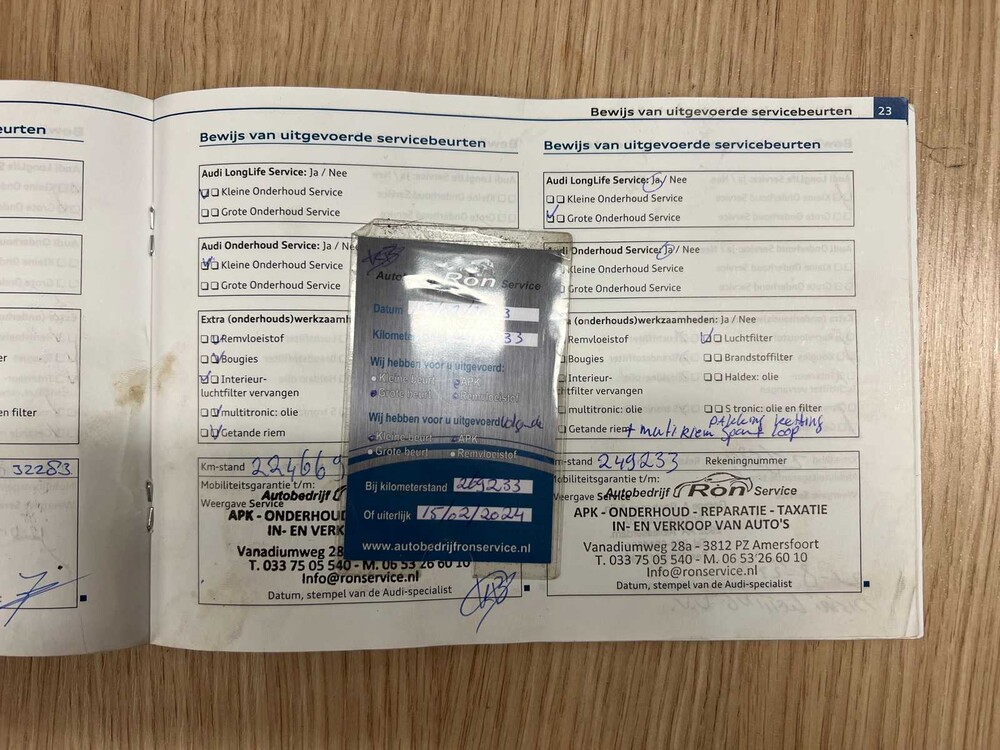 Bewijs van uitgevoerde servicebeurten 23
eurten
32283
Bewijs van uitgevoerde servicebeurten
Audi LongLife Service: Ja / Nee
Kleine Onderhoud Service
Grote Onderhoud Service
Audi Onderhoud Service: Ja / Nee
Kleine Onderhoud Service
Grote Onderhoud Service
Extra (onderhouds)werkzaamh
Remvloeistof
Bougies
Interieur-
luchtfilter vervangen
multitronic: olie
Getande riem
Km-stand 224669
Mobiliteitsgarantie t/m:
Weergave Service
Autobedrijf
APK - ONDERHOUD
IN- EN VERK
Vanadiumweg 28
T. 033 75 05 540 - M. 06 53 26 60 10
Info@ronservice.nl
Datum, stempel van de Audi-specialist
Autob Ron Service
Datum
Kilomete 33
Wij hebben voor u uitgevoerd:
Kleine beurt APK
Grote beurt Remvloeistof
Wij hebben voor u uitgevoerd
Kleine beurt APK
Grote beurt Remvloeistof
Bij kilometerstand 269233
Of uiterlijk 15/02/2024
www.autobedrijfronservice.nl
Bewijs van uitgevoerde servicebeurten
Audi LongLife Service: Ja / Nee
Kleine Onderhoud Service
Grote Onderhoud Service
di Onderhoud Service: Ja / Nee
Kleine Onderhoud Service
Grote Onderhoud Service
a (onderhouds)werkzaamheden: Ja / Nee
Remvloeistof Luchtfilter
Bougies Brandstoffilter
Interieur- Haldex: olie
luchtfilter vervangen
multitronic: olie S tronic: olie en filter
Getande riem + multi riem
m-stand 249233 Rekeningnummer
Mobiliteitsgarantie t/m:
Weergave Service
Autobedrijf Ron Service
APK - ONDERHOUD - REPARATIE - TAXATIE
IN- EN VERKOOP VAN AUTO'S
Vanadiumweg 28a - 3812 PZ Amersfoort
T. 033 75 05 540 - M. 06 53 26 60 10
Info@ronservice.nl
Datum, stempel van de Audi-specialist